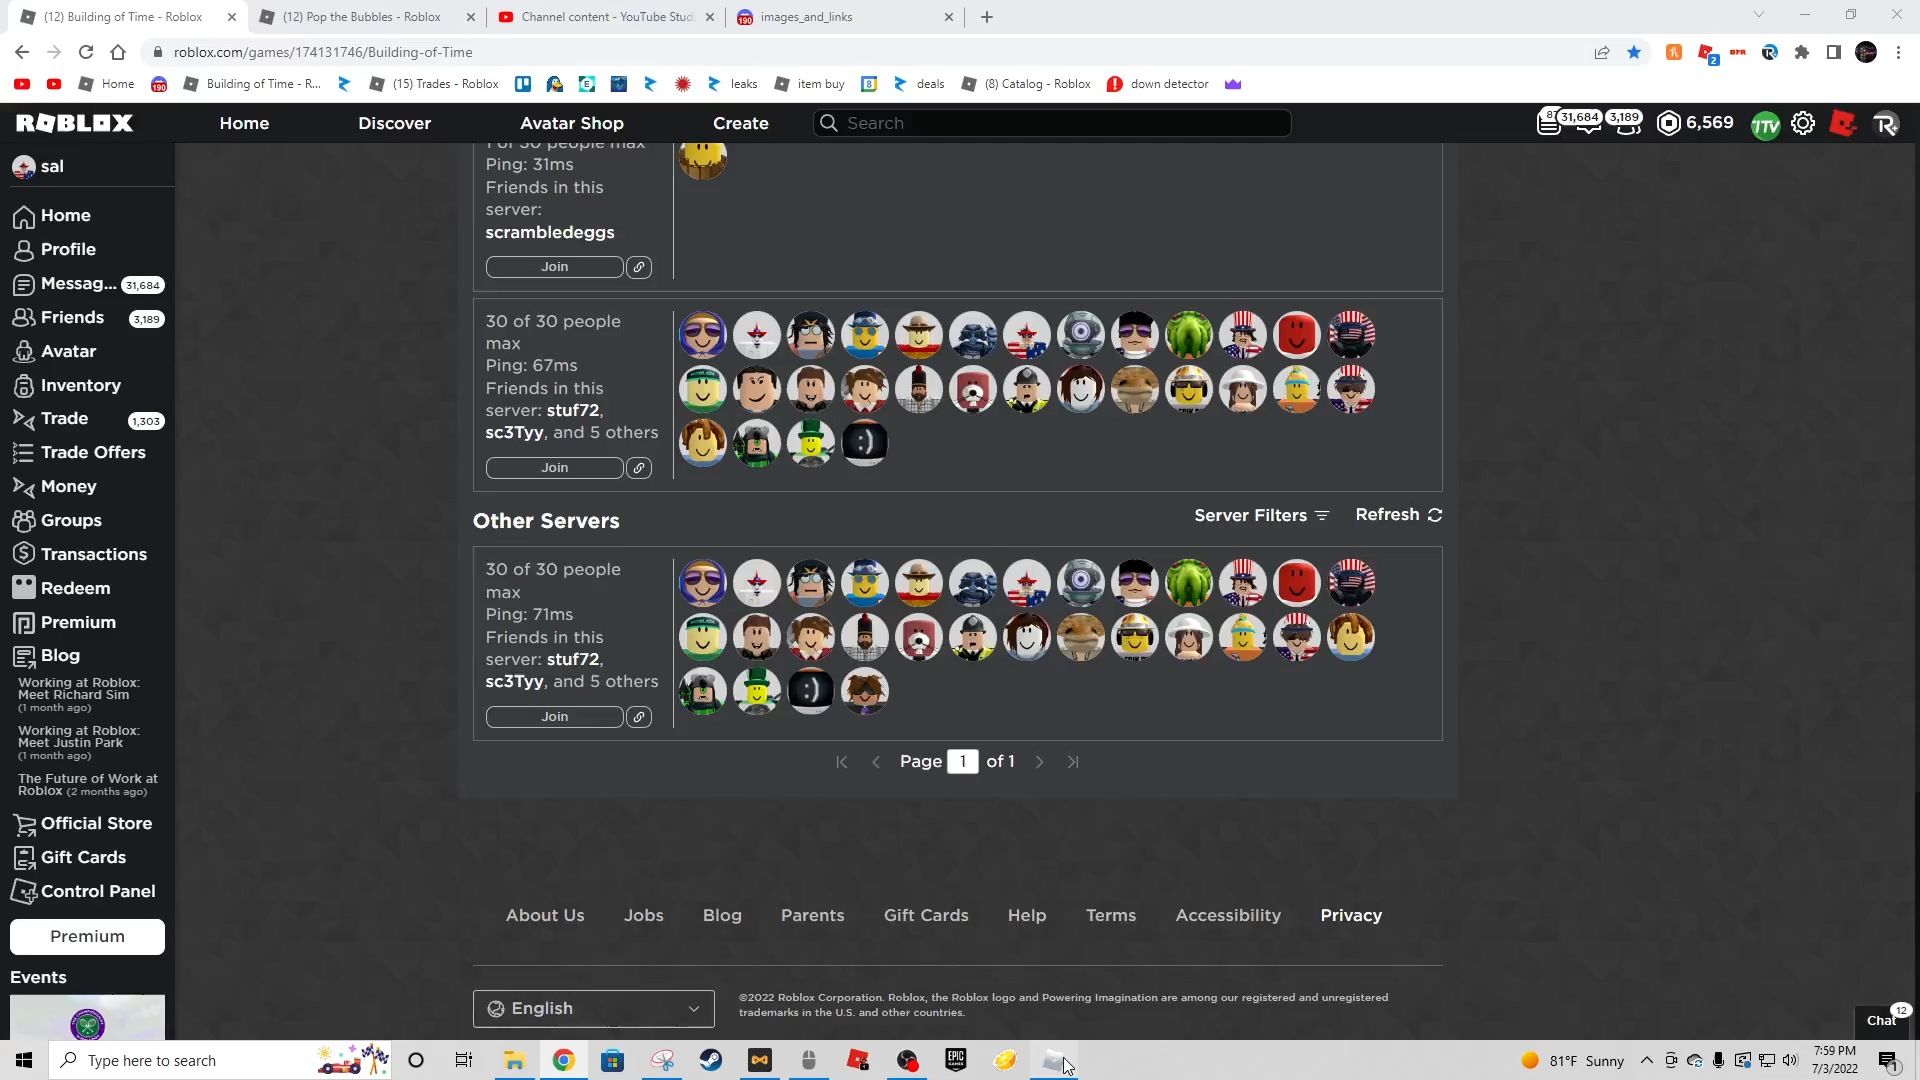 (12) Building of Time - Roblox
(12) Pop the Bubbles - Roblox
Channel content - YouTube Stud
images_and_links
roblox.com/games/174131746/Building-of-Time
Home
Building of Time - R...
(15) Trades - Roblox
leaks
item buy
deals
(8) Catalog - Roblox
down detector
ROBLOX
Home
Discover
Avatar Shop
Create
Search
31,684
3,189
6,569
sal
Home
Profile
Messag... 31,684
Friends 3,189
Avatar
Inventory
Trade 1,303
Trade Offers
Money
Groups
Transactions
Redeem
Premium
Blog
Working at Roblox:
Meet Richard Sim
(1 month ago)
Working at Roblox:
Meet Justin Park
(1 month ago)
The Future of Work at
Roblox (2 months ago)
Official Store
Gift Cards
Control Panel
Premium
Events
1 of 30 people max
Ping: 31ms
Friends in this
server:
scrambledeggs
Join
30 of 30 people
max
Ping: 67ms
Friends in this
server: stuf72,
sc3Tyy, and 5 others
Join
Other Servers
Server Filters
Refresh
30 of 30 people
max
Ping: 71ms
Friends in this
server: stuf72,
sc3Tyy, and 5 others
Join
Page 1 of 1
About Us
Jobs
Blog
Parents
Gift Cards
Help
Terms
Accessibility
Privacy
English
©2022 Roblox Corporation. Roblox, the Roblox logo and Powering Imagination are among our registered and unregistered
trademarks in the U.S. and other countries.
Chat
12
Type here to search
81°F Sunny
7:59 PM
7/3/2022